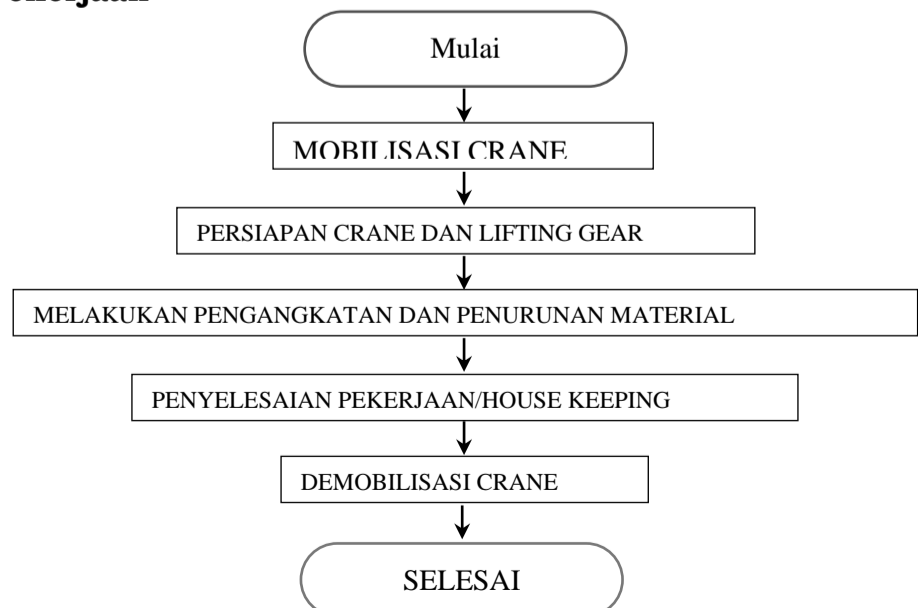 Mulai
MOBILISASI CRANE
PERSIAPAN CRANE DAN LIFTING GEAR
MELAKUKAN PENGANGKATAN DAN PENURUNAN MATERIAL
PENYELESAIAN PEKERJAAN/HOUSE KEEPING
DEMOBILISASI CRANE
SELESAI